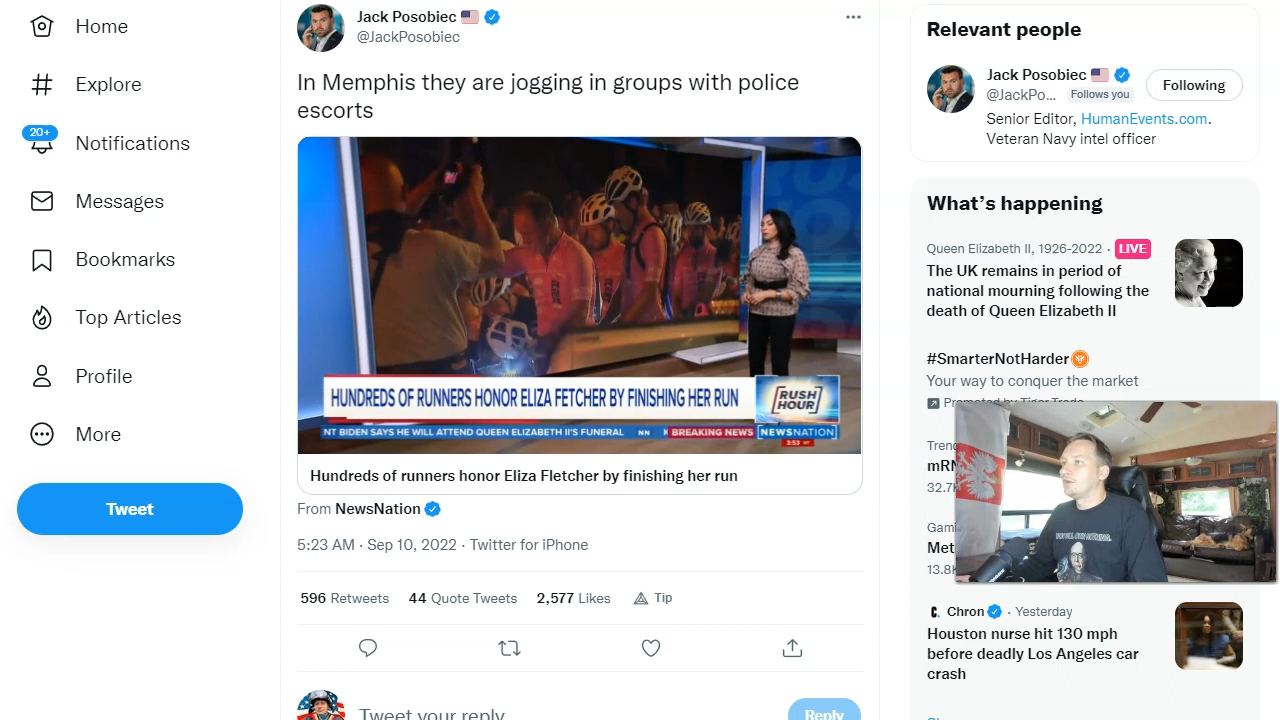 Home
Explore
20+
Notifications
Messages
Bookmarks
Top Articles
Profile
More
Tweet
Jack Posobiec
@JackPosobiec
In Memphis they are jogging in groups with police
escorts
HUNDREDS OF RUNNERS HONOR ELIZA FETCHER BY FINISHING HER RUN
RUSH
HOUR
NT BIDEN SAYS HE WILL ATTEND QUEEN ELIZABETH II'S FUNERAL
BREAKING NEWS
NEWSNATION
Hundreds of runners honor Eliza Fletcher by finishing her run
From NewsNation
5:23 AM · Sep 10, 2022 · Twitter for iPhone
596 Retweets 44 Quote Tweets 2,577 Likes Tip
Tweet your reply
Reply
Relevant people
Jack Posobiec
@JackPo... Follows you
Following
Senior Editor, HumanEvents.com.
Veteran Navy intel officer
What's happening
Queen Elizabeth II, 1926-2022 · LIVE
The UK remains in period of
national mourning following the
death of Queen Elizabeth II
#SmarterNotHarder
Your way to conquer the market
Promoted by Tiger Trade
Chron · Yesterday
Houston nurse hit 130 mph
before deadly Los Angeles car
crash